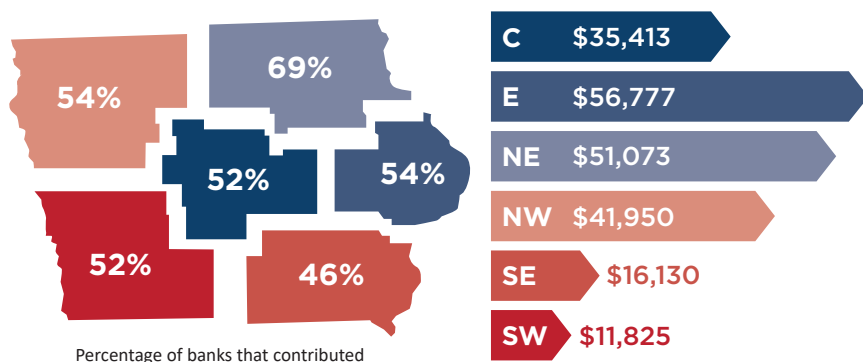 69%
54%
52%
54%
52%
46%
Percentage of banks that contributed
C $35,413
E $56,777
NE $51,073
NW $41,950
SE $16,130
SW $11,825